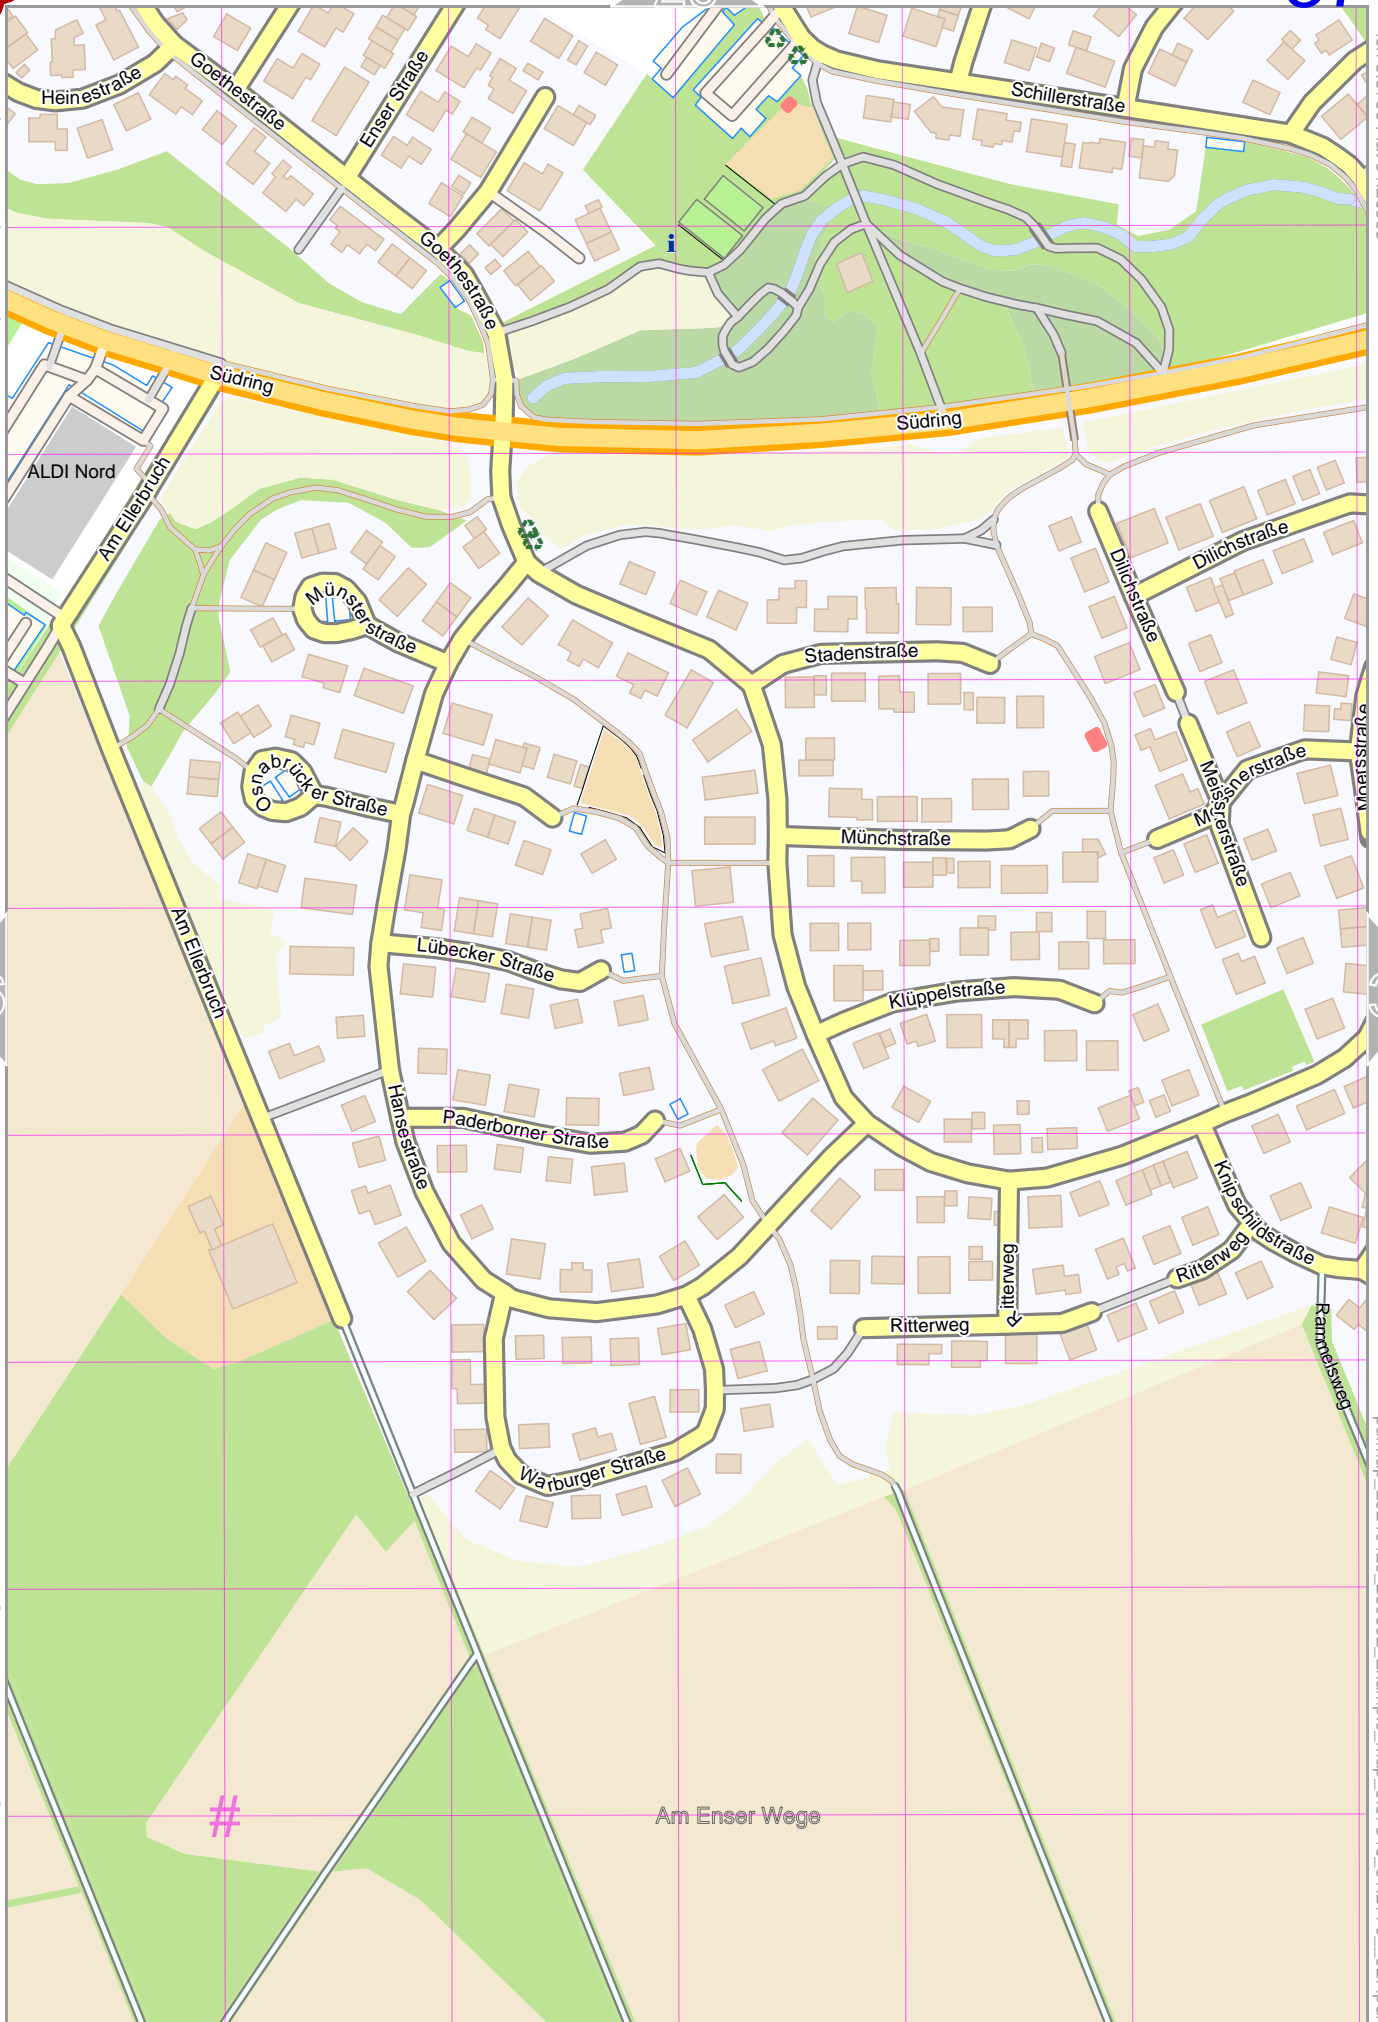 Heinestraße
Goethestraße
Enser Straße
Schillerstraße
Goethestraße
i
Südring
Südring
ALDI Nord
Am Ellerbruch
Dilichstraße
Dilichstraße
Münsterstraße
Stadenstraße
Moersstraße
Meissnerstraße
Meissnerstraße
Osnabrücker Straße
Münchstraße
Am Ellerbruch
Lübecker Straße
Klüppelstraße
Hansestraße
Paderborner Straße
Knipschildstraße
Ritterweg
Ritterweg
Ritterweg
Rammelsweg
Warburger Straße
#
Am Enser Wege